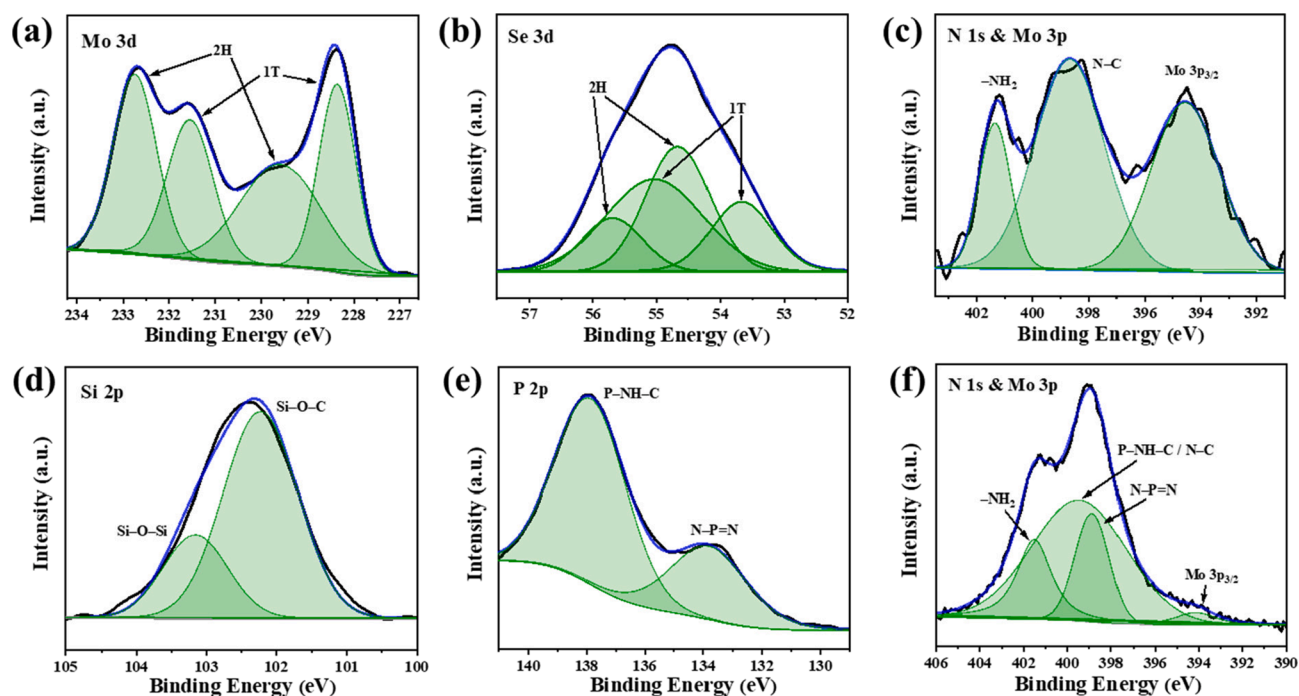 (a)
Mo 3d
2H
1T
Intensity (a.u.)
234 233 232 231 230 229 228 227
Binding Energy (eV)
(b)
Se 3d
2H
1T
Intensity (a.u.)
57 56 55 54 53 52
Binding Energy (eV)
(c)
N 1s & Mo 3p
–NH₂
N–C
Mo 3p₃/₂
Intensity (a.u.)
402 400 398 396 394 392
Binding Energy (eV)
(d)
Si 2p
Si–O–C
Si–O–Si
Intensity (a.u.)
105 104 103 102 101 100
Binding Energy (eV)
(e)
P 2p
P–NH–C
N–P=N
Intensity (a.u.)
140 138 136 134 132 130
Binding Energy (eV)
(f)
N 1s & Mo 3p
P–NH–C / N–C
–NH₂
N–P=N
Mo 3p₃/₂
Intensity (a.u.)
406 404 402 400 398 396 394 392 390
Binding Energy (eV)